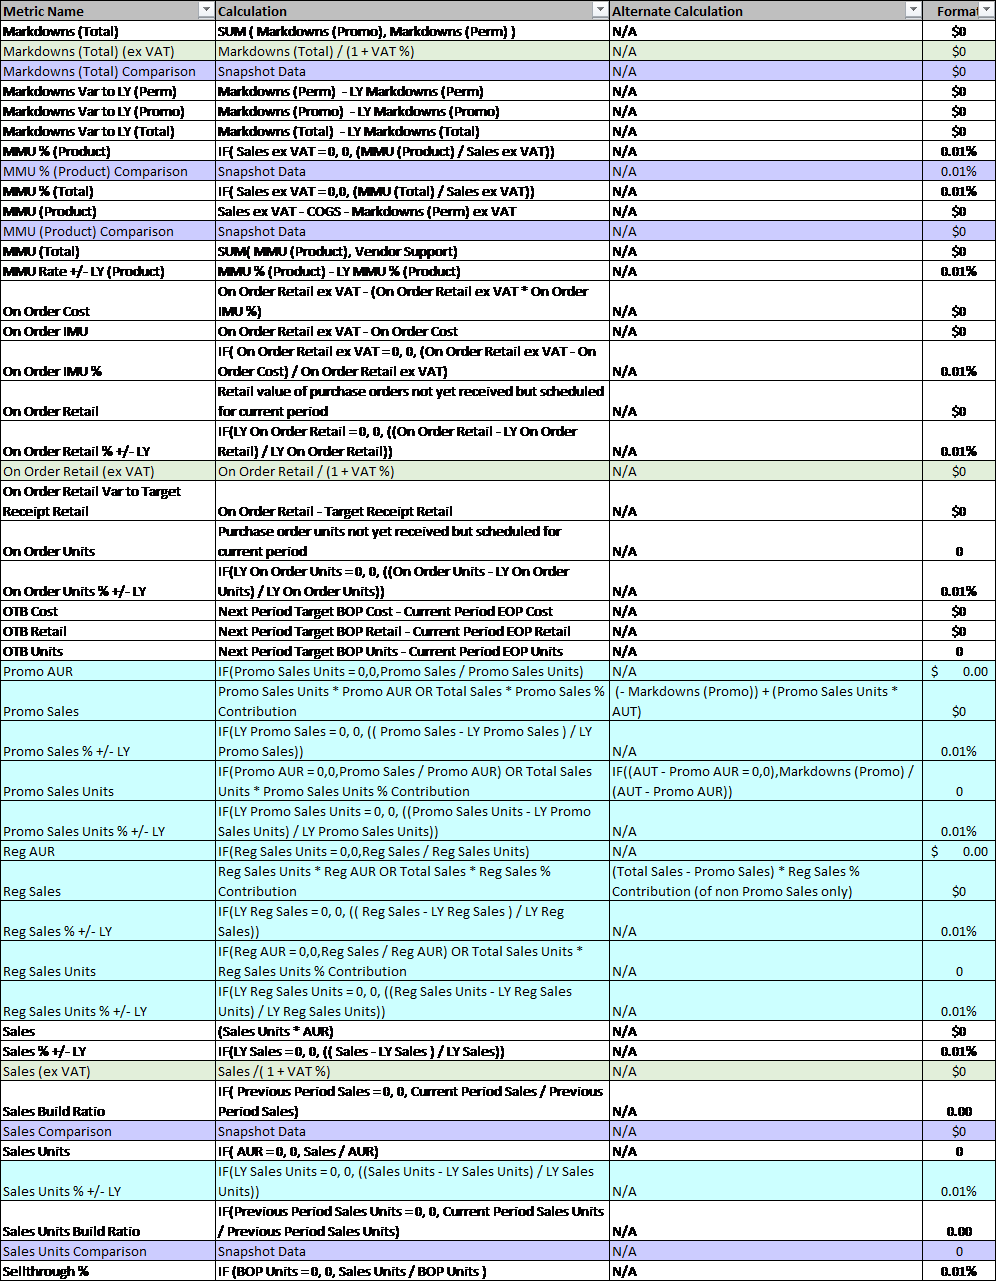 Metric Name Calculation Alternate Calculation Format
Markdowns (Total) SUM ( Markdowns (Promo), Markdowns (Perm) ) N/A $0
Markdowns (Total) (ex VAT) Markdowns (Total) / (1 + VAT %) N/A $0
Markdowns (Total) Comparison Snapshot Data N/A $0
Markdowns Var to LY (Perm) Markdowns (Perm) - LY Markdowns (Perm) N/A $0
Markdowns Var to LY (Promo) Markdowns (Promo) - LY Markdowns (Promo) N/A $0
Markdowns Var to LY (Total) Markdowns (Total) - LY Markdowns (Total) N/A $0
MMU % (Product) IF( Sales ex VAT = 0, 0, (MMU (Product) / Sales ex VAT)) N/A 0.01%
MMU % (Product) Comparison Snapshot Data N/A 0.01%
MMU % (Total) IF( Sales ex VAT = 0,0, (MMU (Total) / Sales ex VAT)) N/A 0.01%
MMU (Product) Sales ex VAT - COGS - Markdowns (Perm) ex VAT N/A $0
MMU (Product) Comparison Snapshot Data N/A $0
MMU (Total) SUM( MMU (Product), Vendor Support) N/A $0
MMU Rate +/- LY (Product) MMU % (Product) - LY MMU % (Product) N/A 0.01%
On Order Retail ex VAT - (On Order Retail ex VAT * On Order
On Order Cost IMU %) N/A $0
On Order IMU On Order Retail ex VAT - On Order Cost N/A $0
IF( On Order Retail ex VAT = 0, 0, (On Order Retail ex VAT - On
On Order IMU % Order Cost) / On Order Retail ex VAT) N/A 0.01%
Retail value of purchase orders not yet received but scheduled
On Order Retail for current period N/A $0
IF(LY On Order Retail = 0, 0, ((On Order Retail - LY On Order
On Order Retail % +/- LY Retail) / LY On Order Retail)) N/A 0.01%
On Order Retail (ex VAT) On Order Retail / (1 + VAT %) N/A $0
On Order Retail Var to Target
Receipt Retail On Order Retail - Target Receipt Retail N/A $0
Purchase order units not yet received but scheduled for
On Order Units current period N/A 0
IF(LY On Order Units = 0, 0, ((On Order Units - LY On Order
On Order Units % +/- LY Units) / LY On Order Units)) N/A 0.01%
OTB Cost Next Period Target BOP Cost - Current Period EOP Cost N/A $0
OTB Retail Next Period Target BOP Retail - Current Period EOP Retail N/A $0
OTB Units Next Period Target BOP Units - Current Period EOP Units N/A 0
Promo AUR IF(Promo Sales Units = 0,0,Promo Sales / Promo Sales Units) N/A $ 0.00
Promo Sales Units * Promo AUR OR Total Sales * Promo Sales % (- Markdowns (Promo)) + (Promo Sales Units *
Promo Sales Contribution AUT) $0
IF(LY Promo Sales = 0, 0, (( Promo Sales - LY Promo Sales ) / LY
Promo Sales % +/- LY Promo Sales)) N/A 0.01%
IF(Promo AUR = 0,0,Promo Sales / Promo AUR) OR Total Sales IF((AUT - Promo AUR = 0,0),Markdowns (Promo) /
Promo Sales Units Units * Promo Sales Units % Contribution (AUT - Promo AUR)) 0
IF(LY Promo Sales Units = 0, 0, ((Promo Sales Units - LY Promo
Promo Sales Units % +/- LY Sales Units) / LY Promo Sales Units)) N/A 0.01%
Reg AUR IF(Reg Sales Units = 0,0,Reg Sales / Reg Sales Units) N/A $ 0.00
Reg Sales Units * Reg AUR OR Total Sales * Reg Sales % (Total Sales - Promo Sales) * Reg Sales %
Reg Sales Contribution Contribution (of non Promo Sales only) $0
IF(LY Reg Sales = 0, 0, (( Reg Sales - LY Reg Sales ) / LY Reg
Reg Sales % +/- LY Sales)) N/A 0.01%
IF(Reg AUR = 0,0,Reg Sales / Reg AUR) OR Total Sales Units *
Reg Sales Units Reg Sales Units % Contribution N/A 0
IF(LY Reg Sales Units = 0, 0, ((Reg Sales Units - LY Reg Sales
Reg Sales Units % +/- LY Units) / LY Reg Sales Units)) N/A 0.01%
Sales (Sales Units * AUR) N/A $0
Sales % +/- LY IF(LY Sales = 0, 0, (( Sales - LY Sales ) / LY Sales)) N/A 0.01%
Sales (ex VAT) Sales /( 1 + VAT %) N/A $0
IF( Previous Period Sales = 0, 0, Current Period Sales / Previous
Sales Build Ratio Period Sales) N/A 0.00
Sales Comparison Snapshot Data N/A $0
Sales Units IF( AUR = 0, 0, Sales / AUR) N/A 0
IF(LY Sales Units = 0, 0, ((Sales Units - LY Sales Units) / LY Sales
Sales Units % +/- LY Units)) N/A 0.01%
IF(Previous Period Sales Units = 0, 0, Current Period Sales Units
Sales Units Build Ratio / Previous Period Sales Units) N/A 0.00
Sales Units Comparison Snapshot Data N/A 0
Sellthrough % IF (BOP Units = 0, 0, Sales Units / BOP Units ) N/A 0.01%